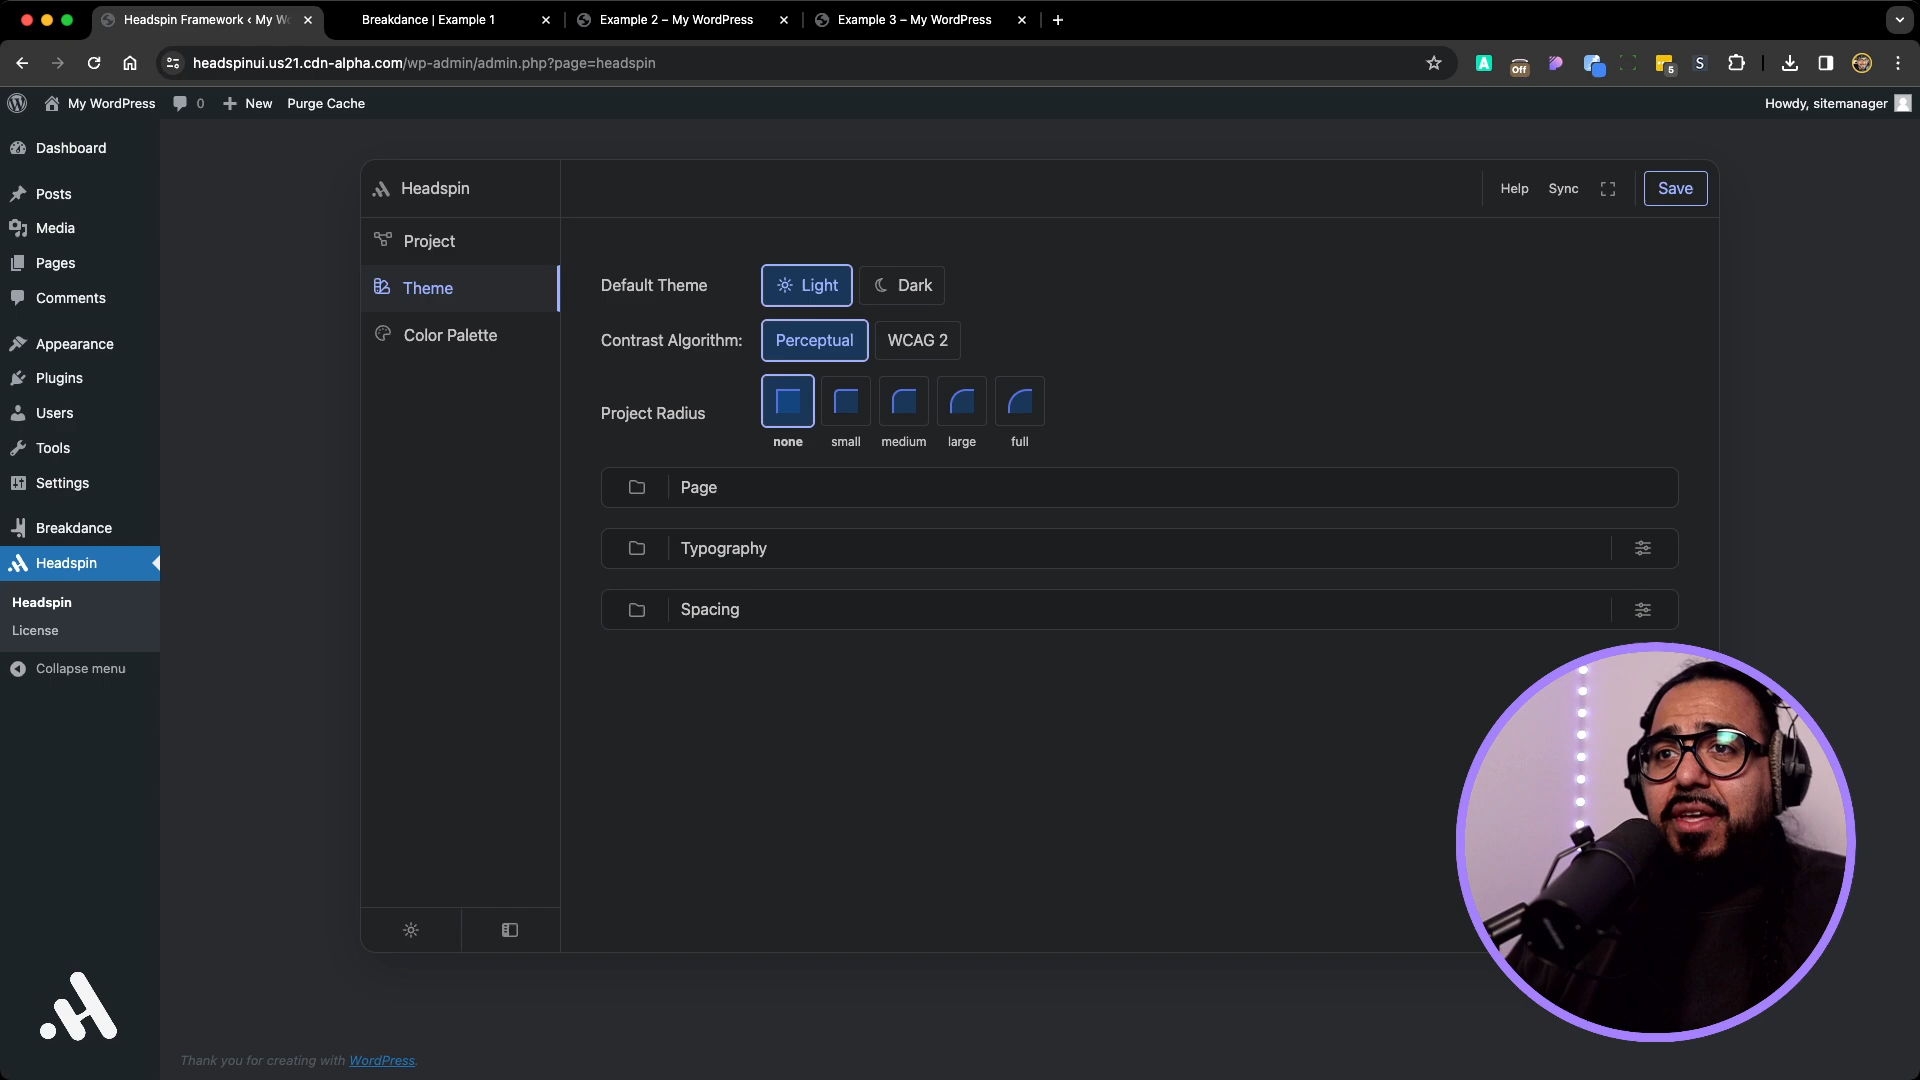 Headspin Framework ‹ My Wo
Breakdance | Example 1
Example 2 – My WordPress
Example 3 – My WordPress
headspinui.us21.cdn-alpha.com/wp-admin/admin.php?page=headspin
A
Off
5
S
My WordPress
0
New
Purge Cache
Howdy, sitemanager
Dashboard
Posts
Media
Pages
Comments
Appearance
Plugins
Users
Tools
Settings
Breakdance
Headspin
Headspin
License
Collapse menu
Headspin
Help
Sync
Save
Project
Theme
Color Palette
Default Theme
Light
Dark
Contrast Algorithm:
Perceptual
WCAG 2
Project Radius
none
small
medium
large
full
Page
Typography
Spacing
Thank you for creating with WordPress.